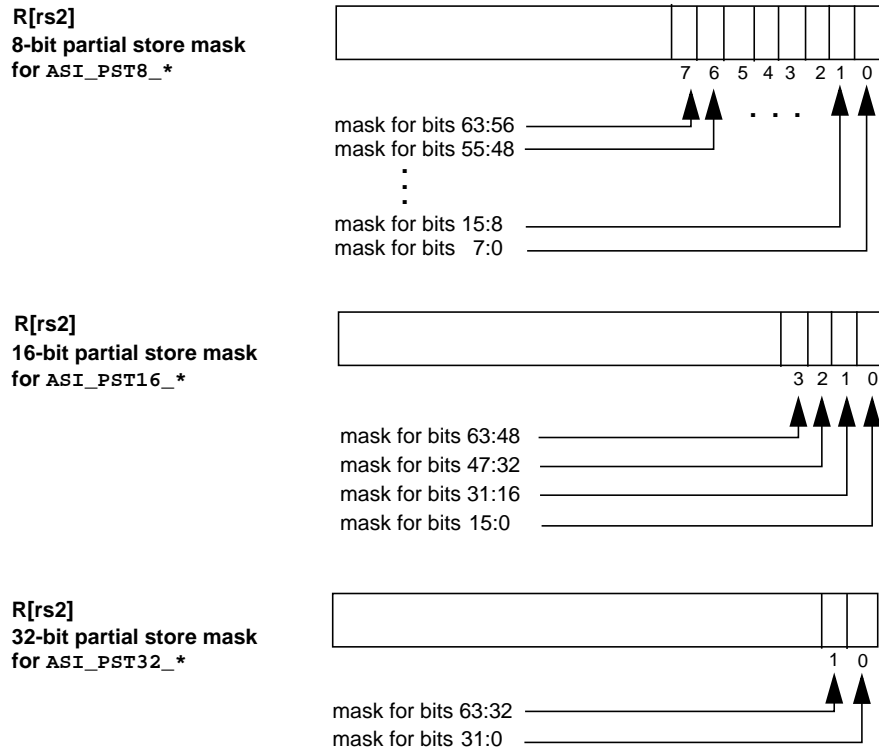 R[rs2]
8-bit partial store mask
for ASI_PST8_*
7 6 5 4 3 2 1 0
. . .
mask for bits 63:56
mask for bits 55:48
.
.
.
mask for bits 15:8
mask for bits 7:0
R[rs2]
16-bit partial store mask
for ASI_PST16_*
3 2 1 0
mask for bits 63:48
mask for bits 47:32
mask for bits 31:16
mask for bits 15:0
R[rs2]
32-bit partial store mask
for ASI_PST32_*
1 0
mask for bits 63:32
mask for bits 31:0